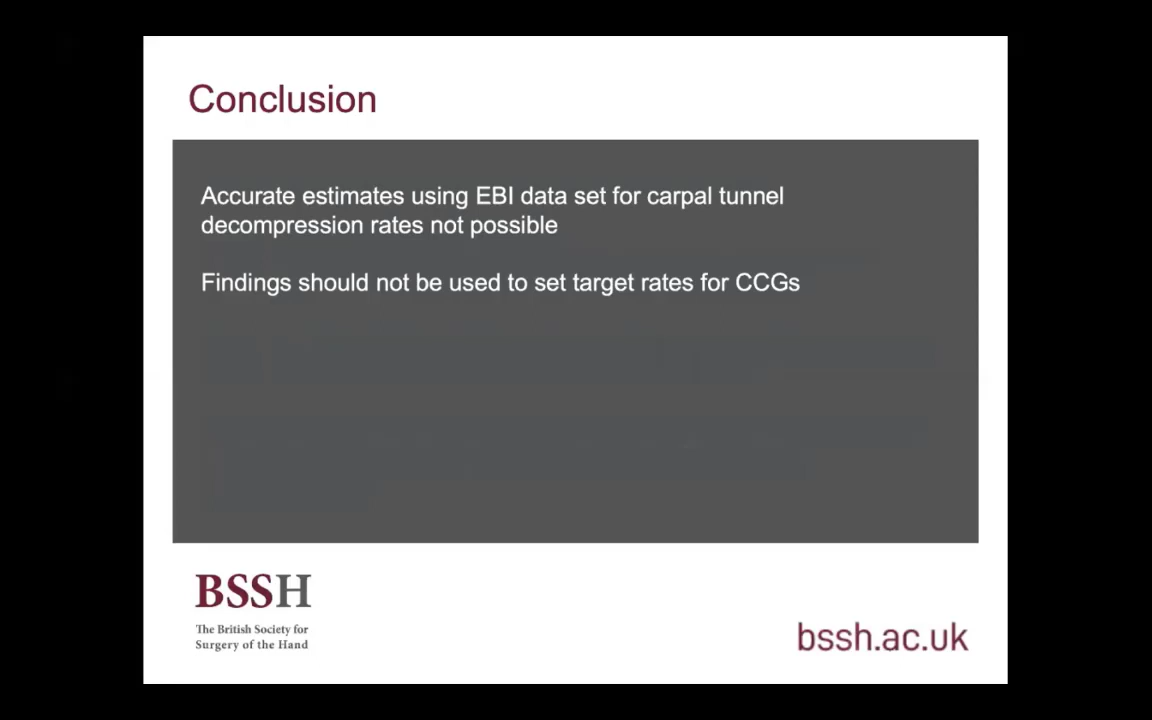 Conclusion
Accurate estimates using EBI data set for carpal tunnel
decompression rates not possible
Findings should not be used to set target rates for CCGs
BSSH
The British Society for
Surgery of the Hand
bssh.ac.uk